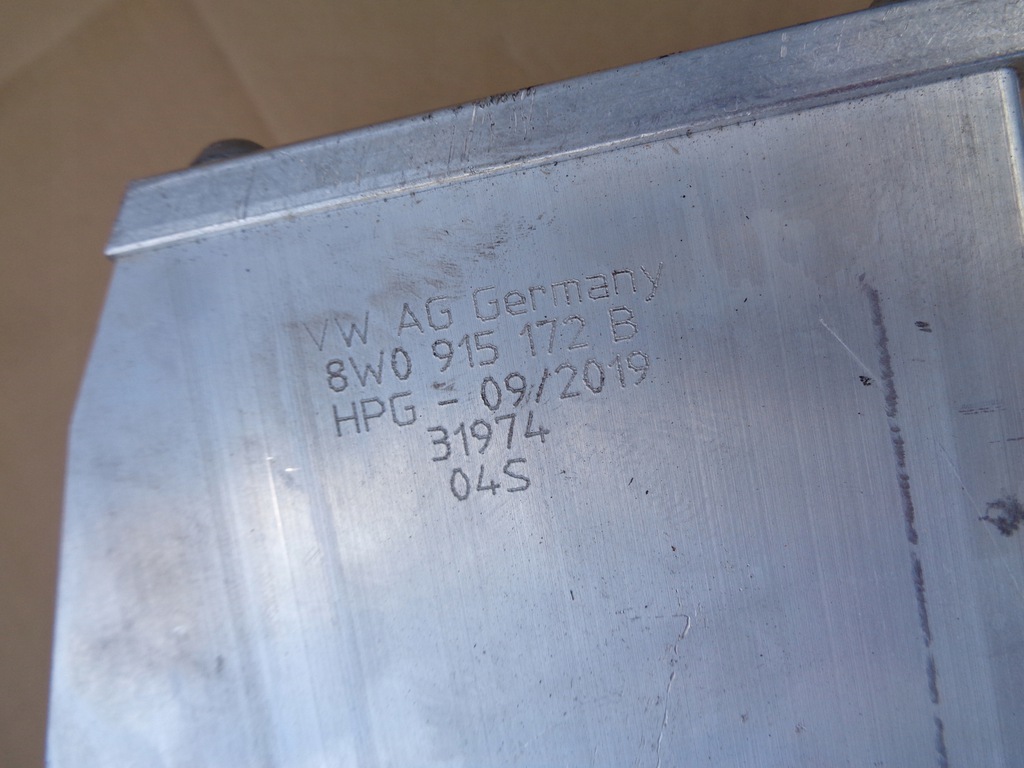 VW AG Germany
8W0 915 172 B
HPG - 09/2019
31974
04S